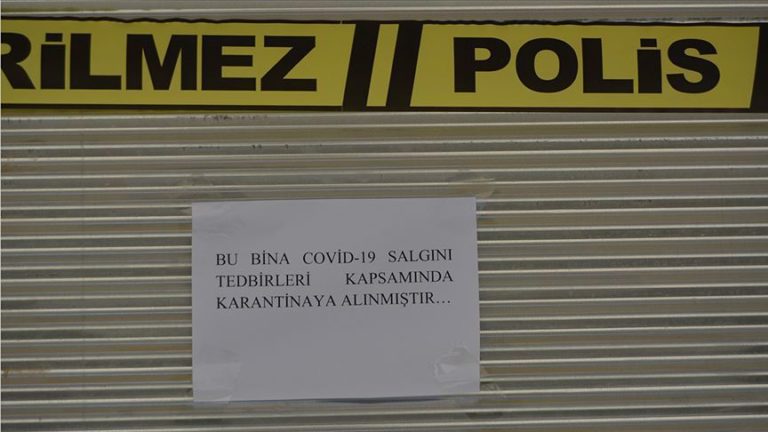 RİLMEZ // POLİS
BU BİNA COVİD-19 SALGINI
TEDBİRLERİ KAPSAMINDA
KARANTİNAYA ALINMIŞTIR...